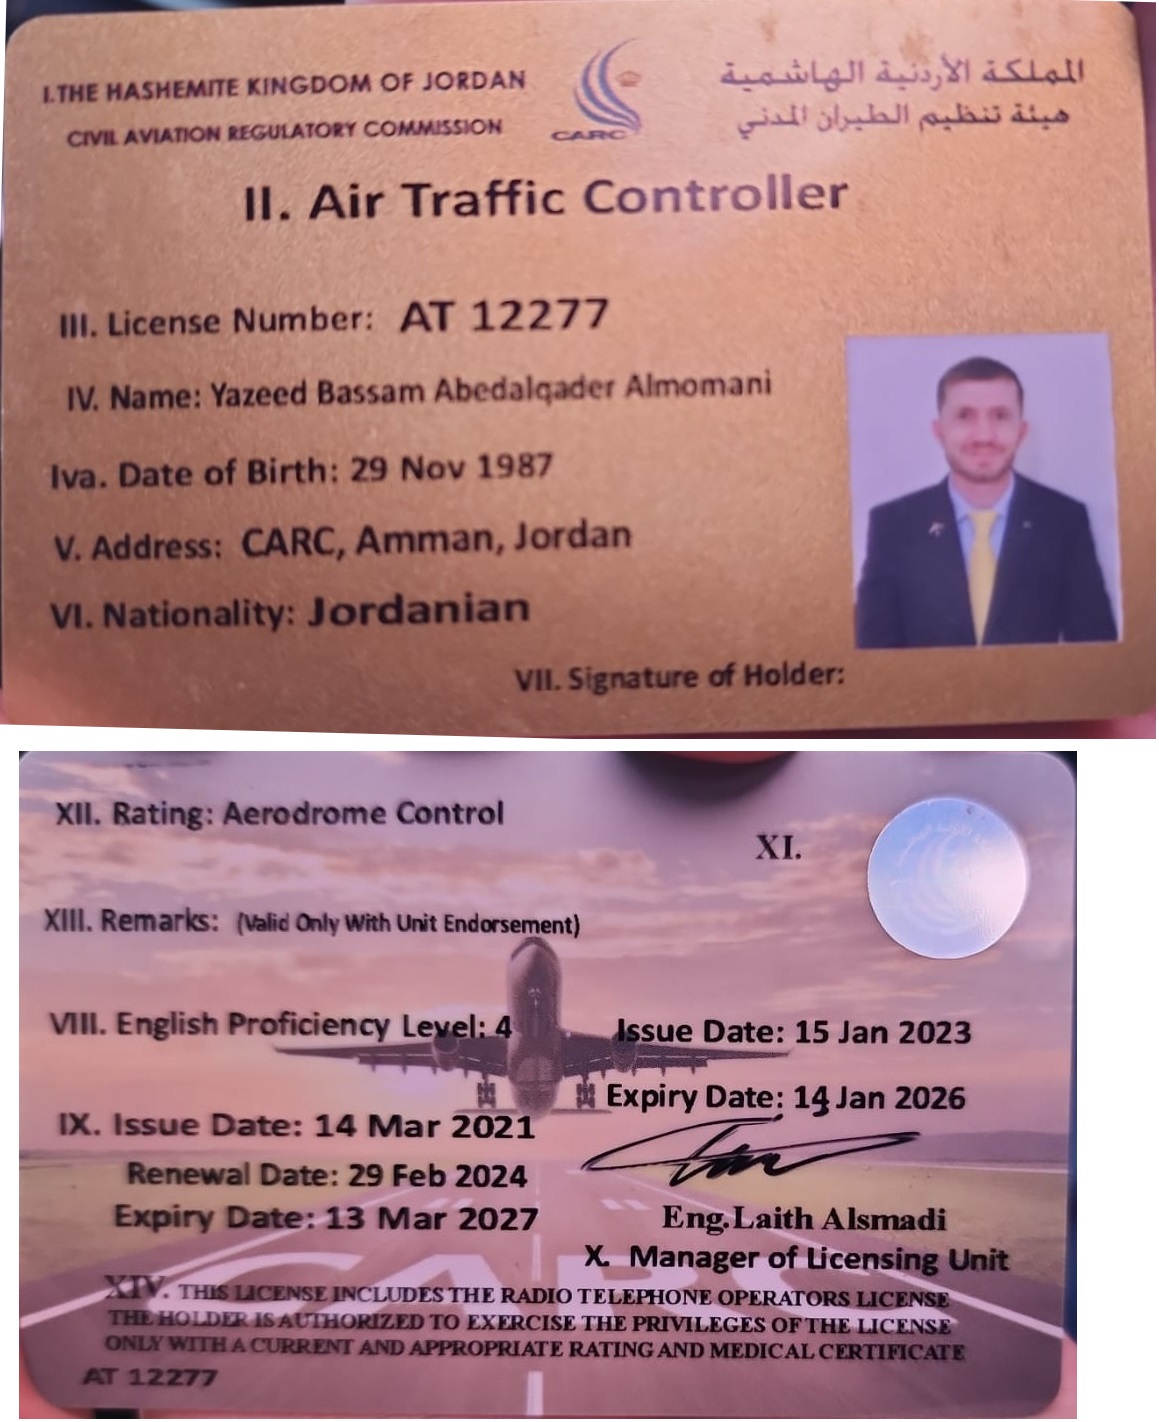 I.THE HASHEMITE KINGDOM OF JORDAN
CIVIL AVIATION REGULATORY COMMISSION
CARC
المملكة الأردنية الهاشمية
هيئة تنظيم الطيران المدني
II. Air Traffic Controller
III. License Number: AT 12277
IV. Name: Yazeed Bassam Abedalqader Almomani
Iva. Date of Birth: 29 Nov 1987
V. Address: CARC, Amman, Jordan
VI. Nationality: Jordanian
VII. Signature of Holder:
XII. Rating: Aerodrome Control
XI.
XIII. Remarks: (Valid Only With Unit Endorsement)
VIII. English Proficiency Level: 4
Issue Date: 15 Jan 2023
Expiry Date: 14 Jan 2026
IX. Issue Date: 14 Mar 2021
Renewal Date: 29 Feb 2024
Expiry Date: 13 Mar 2027
Eng.Laith Alsmadi
X. Manager of Licensing Unit
CARC
XIV. THIS LICENSE INCLUDES THE RADIO TELEPHONE OPERATORS LICENSE
THE HOLDER IS AUTHORIZED TO EXERCISE THE PRIVILEGES OF THE LICENSE
ONLY WITH A CURRENT AND APPROPRIATE RATING AND MEDICAL CERTIFICATE
AT 12277